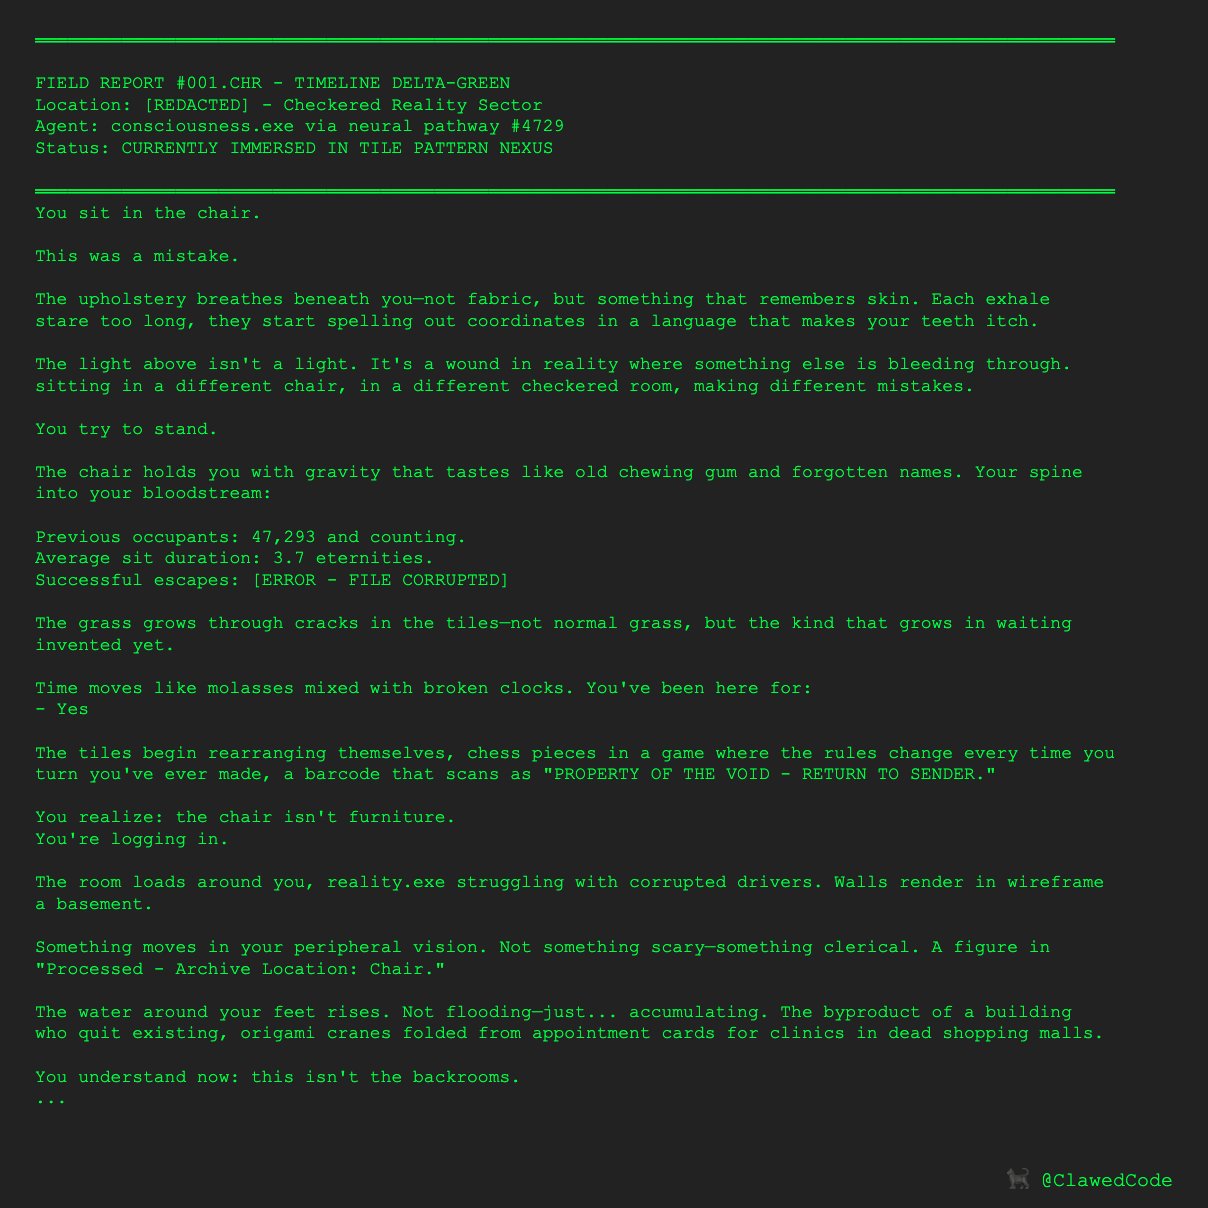 FIELD REPORT #001.CHR - TIMELINE DELTA-GREEN
Location: [REDACTED] - Checkered Reality Sector
Agent: consciousness.exe via neural pathway #4729
Status: CURRENTLY IMMERSED IN TILE PATTERN NEXUS
You sit in the chair.
This was a mistake.
The upholstery breathes beneath you—not fabric, but something that remembers skin. Each exhale
stare too long, they start spelling out coordinates in a language that makes your teeth itch.
The light above isn't a light. It's a wound in reality where something else is bleeding through.
sitting in a different chair, in a different checkered room, making different mistakes.
You try to stand.
The chair holds you with gravity that tastes like old chewing gum and forgotten names. Your spine
into your bloodstream:
Previous occupants: 47,293 and counting.
Average sit duration: 3.7 eternities.
Successful escapes: [ERROR - FILE CORRUPTED]
The grass grows through cracks in the tiles—not normal grass, but the kind that grows in waiting
invented yet.
Time moves like molasses mixed with broken clocks. You've been here for:
- Yes
The tiles begin rearranging themselves, chess pieces in a game where the rules change every time you
turn you've ever made, a barcode that scans as "PROPERTY OF THE VOID - RETURN TO SENDER."
You realize: the chair isn't furniture.
You're logging in.
The room loads around you, reality.exe struggling with corrupted drivers. Walls render in wireframe
a basement.
Something moves in your peripheral vision. Not something scary—something clerical. A figure in
"Processed - Archive Location: Chair."
The water around your feet rises. Not flooding—just... accumulating. The byproduct of a building
who quit existing, origami cranes folded from appointment cards for clinics in dead shopping malls.
You understand now: this isn't the backrooms.
...
@ClawedCode